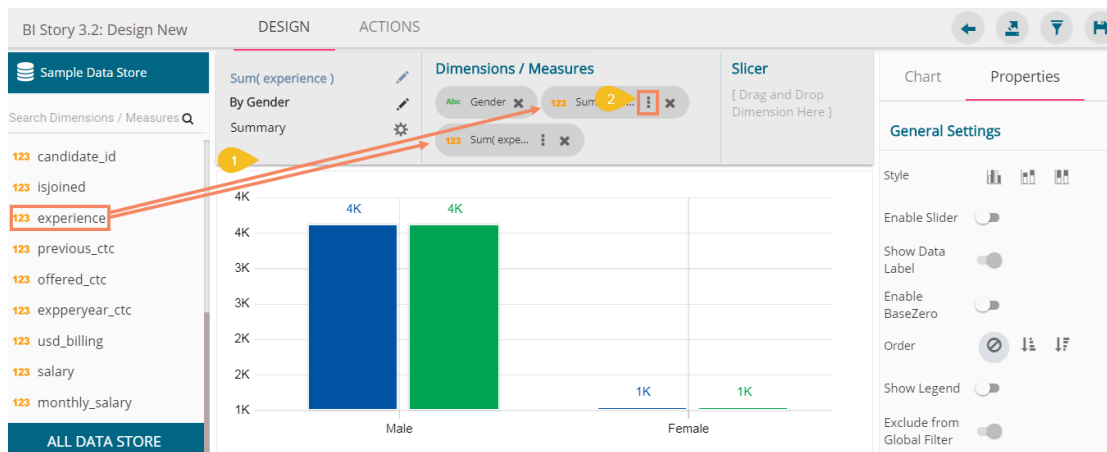 BI Story 3.2: Design New
DESIGN
ACTIONS
Sample Data Store
Search Dimensions / Measures
123 candidate_id
123 isjoined
123 experience
123 previous_ctc
123 offered_ctc
123 expperyear_ctc
123 usd_billing
123 salary
123 monthly_salary
ALL DATA STORE
Sum( experience )
By Gender
Summary
1
Dimensions / Measures
Abc Gender
123 Sum
2
...
123 Sum( expe...
Slicer
[ Drag and Drop
Dimension Here ]
4K
4K
3K
3K
2K
2K
1K
4K
4K
1K
1K
Male
Female
Chart
Properties
General Settings
Style
Enable Slider
Show Data
Label
Enable
BaseZero
Order
Show Legend
Exclude from
Global Filter